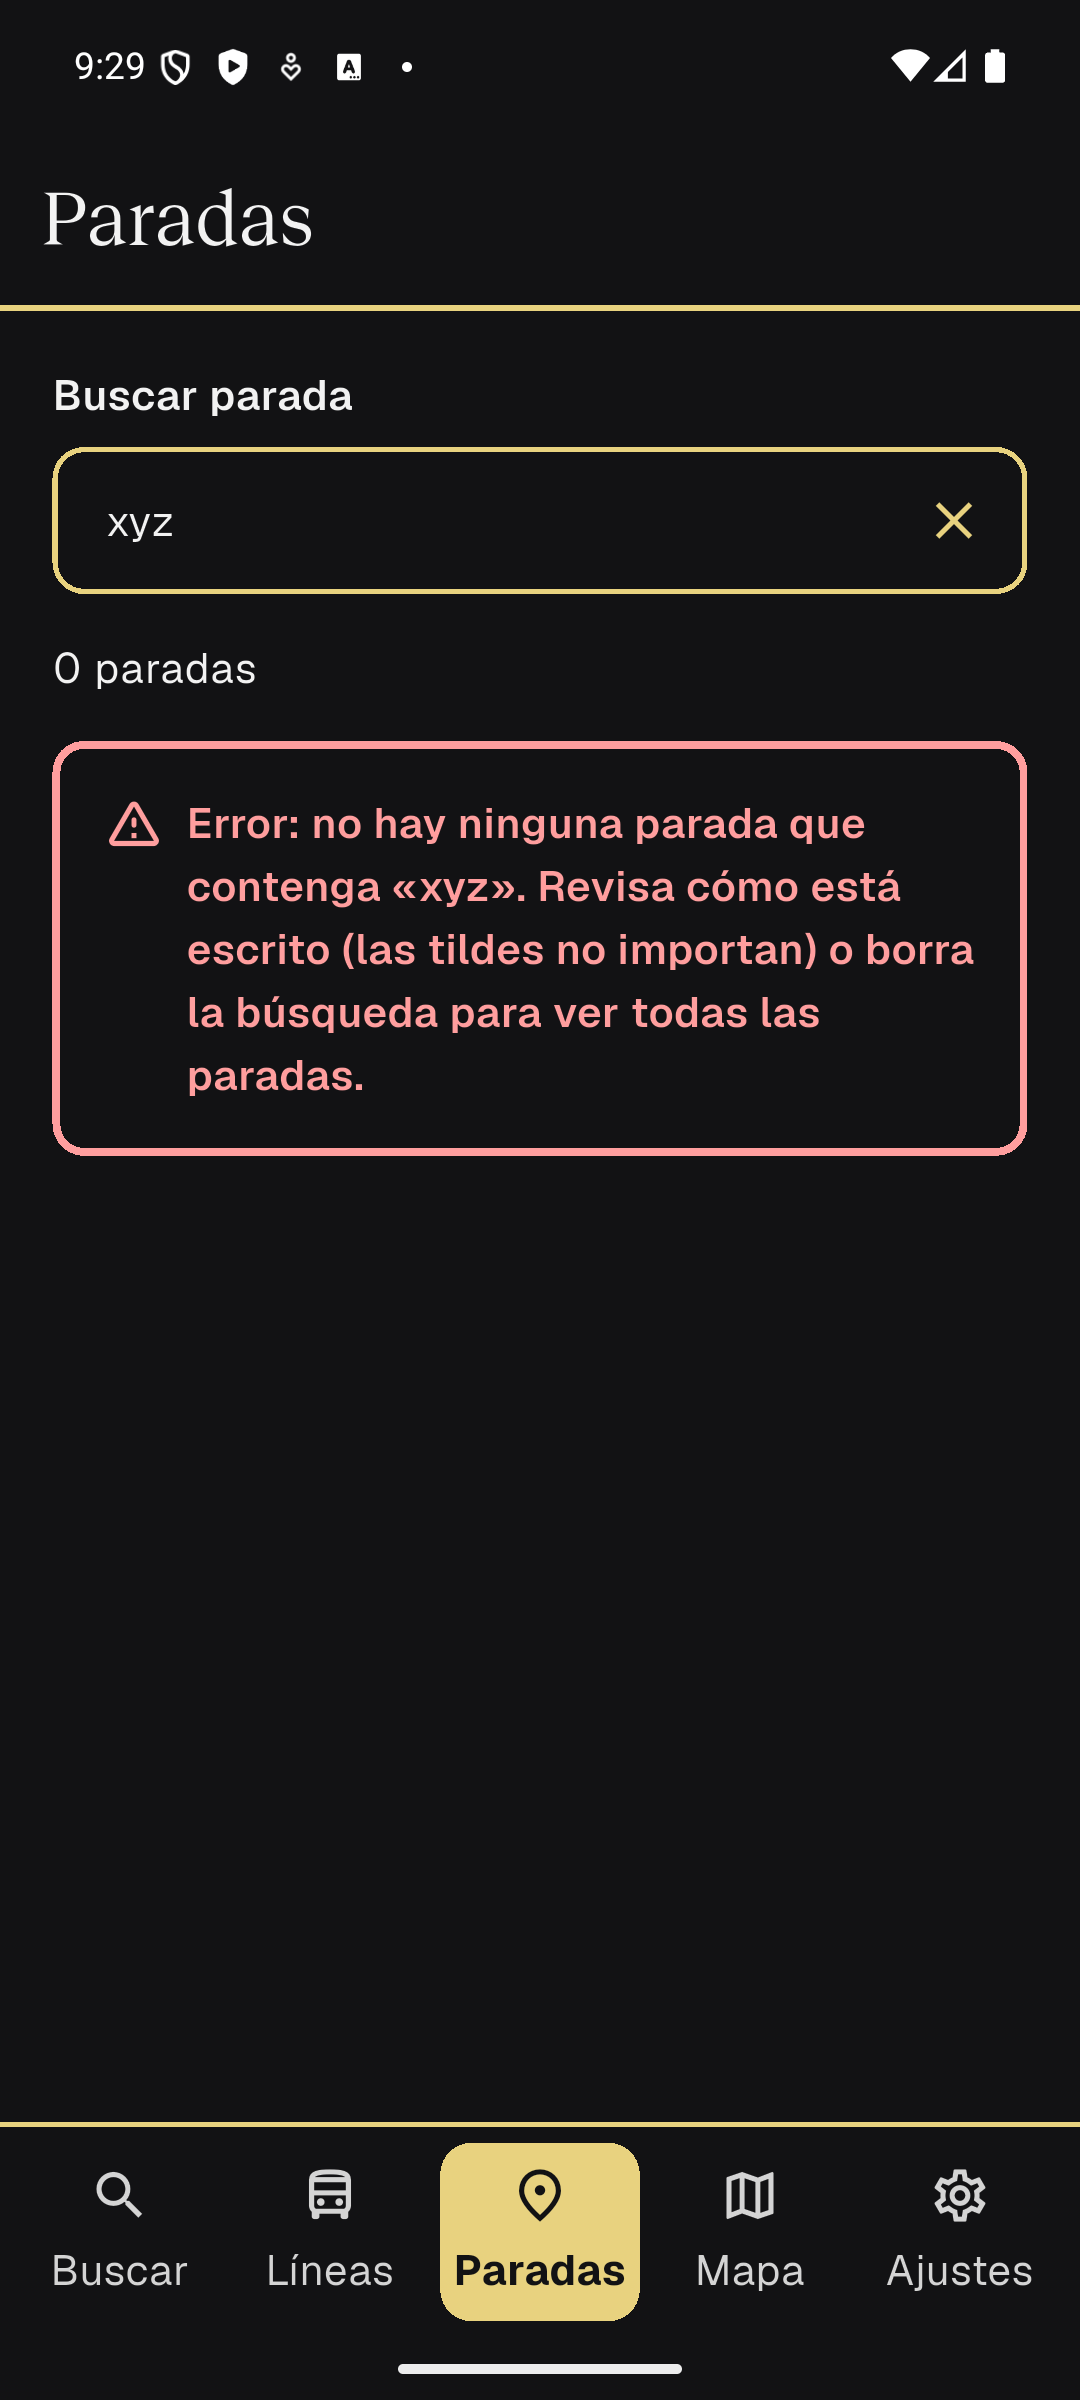 9:29
Paradas
Buscar parada
xyz
0 paradas
Error: no hay ninguna parada que
contenga «xyz». Revisa cómo está
escrito (las tildes no importan) o borra
la búsqueda para ver todas las
paradas.
Buscar
Líneas
Paradas
Mapa
Ajustes